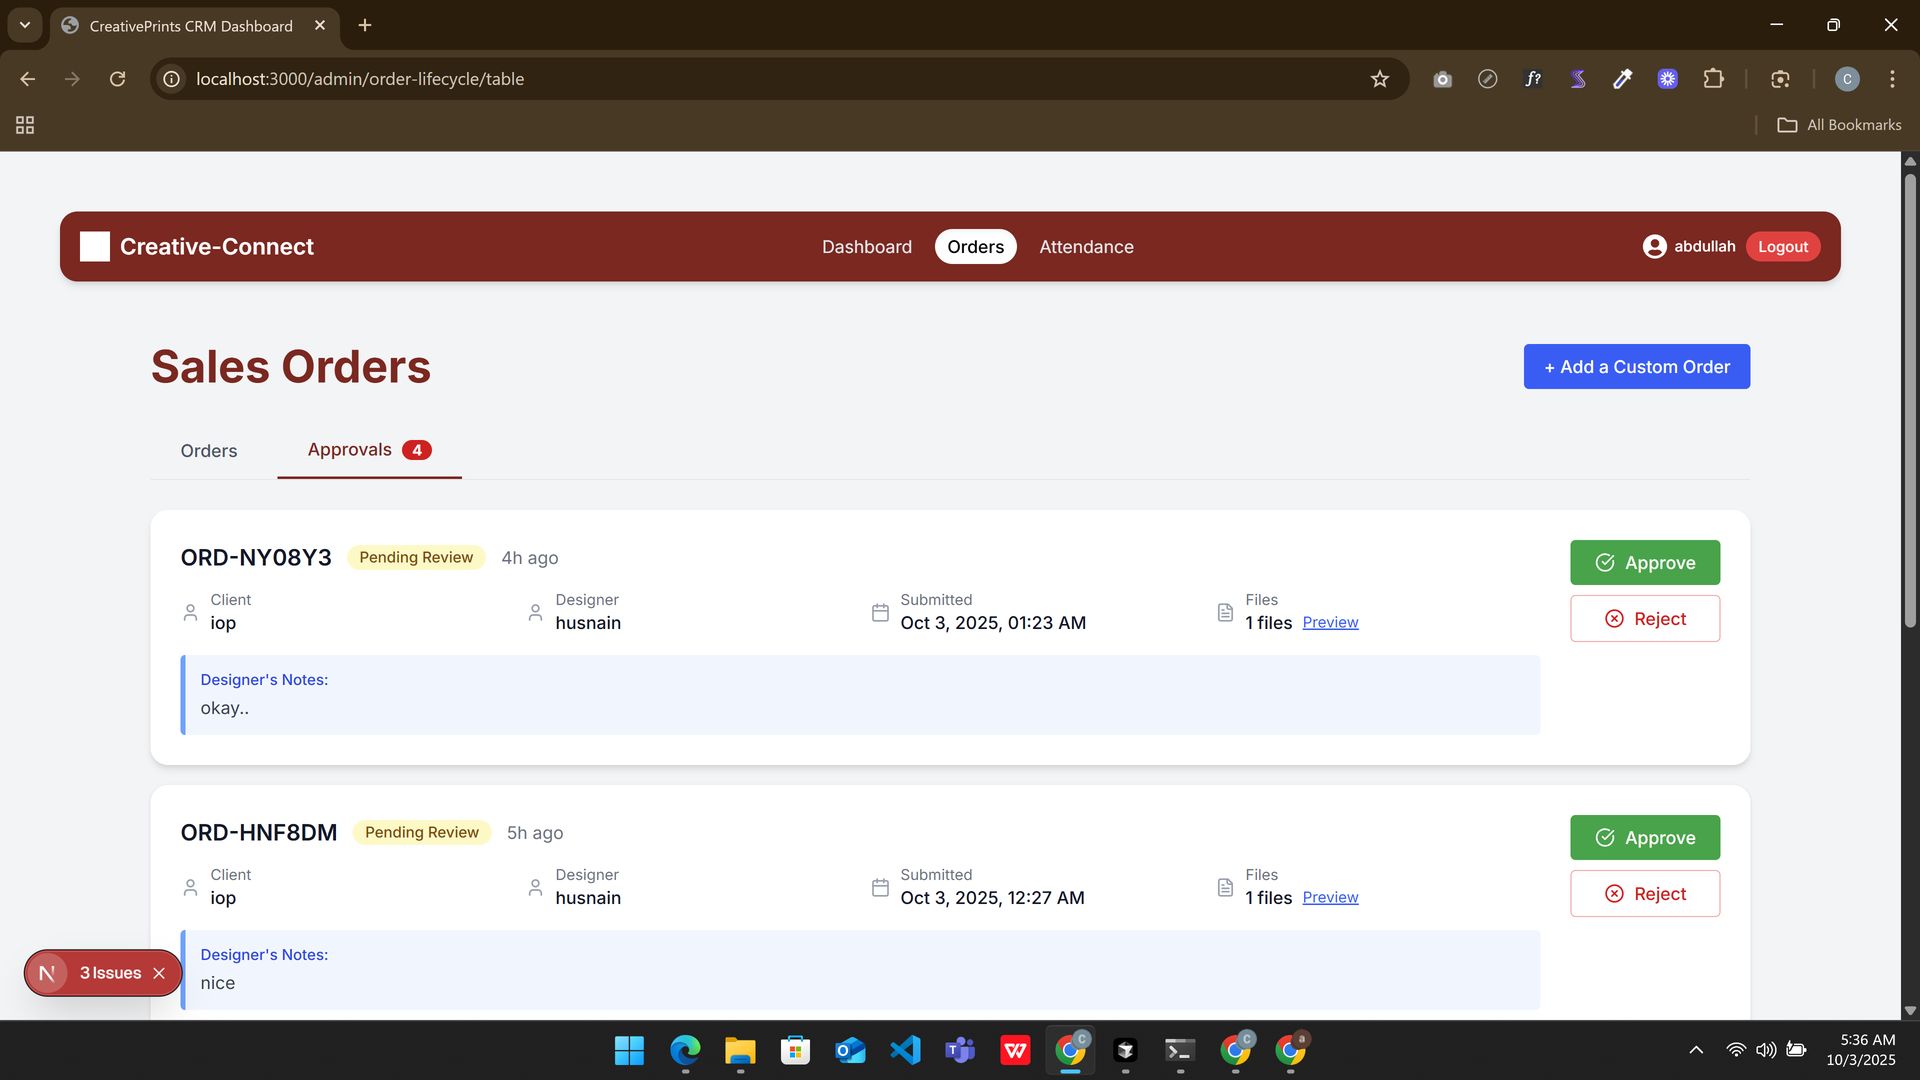 CreativePrints CRM Dashboard
localhost:3000/admin/order-lifecycle/table
f?
C
All Bookmarks
Creative-Connect
Dashboard
Orders
Attendance
abdullah
Logout
Sales Orders
+ Add a Custom Order
Orders
Approvals 4
ORD-NY08Y3 Pending Review 4h ago
Approve
Reject
Client
iop
Designer
husnain
Submitted
Oct 3, 2025, 01:23 AM
Files
1 files Preview
Designer's Notes:
okay..
ORD-HNF8DM Pending Review 5h ago
Approve
Reject
Client
iop
Designer
husnain
Submitted
Oct 3, 2025, 12:27 AM
Files
1 files Preview
Designer's Notes:
nice
N 3 Issues
C
C
a
5:36 AM
10/3/2025